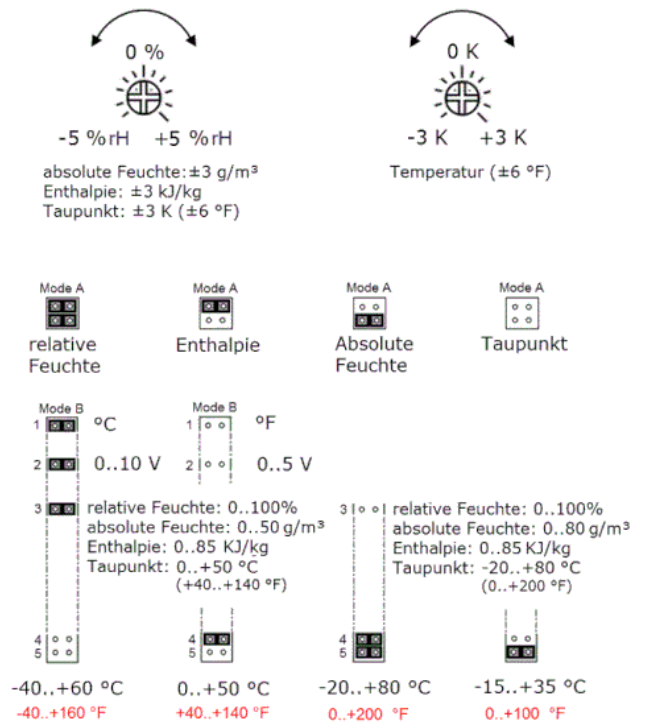 0 %
0 K
-5 %rH +5 %rH
-3 K +3 K
absolute Feuchte: ±3 g/m³
Enthalpie: ±3 kJ/kg
Taupunkt: ±3 K (±6 °F)
Temperatur (±6 °F)
Mode A
Mode A
Mode A
Mode A
relative
Feuchte
Enthalpie
Absolute
Feuchte
Taupunkt
Mode B
Mode B
1 °C
1 °F
2 0..10 V
2 0..5 V
3 relative Feuchte: 0..100%
absolute Feuchte: 0..50 g/m³
Enthalpie: 0..85 KJ/kg
Taupunkt: 0..+50 °C
(+40..+140 °F)
3 relative Feuchte: 0..100%
absolute Feuchte: 0..80 g/m³
Enthalpie: 0..85 KJ/kg
Taupunkt: -20..+80 °C
(0..+200 °F)
4
5
4
5
4
5
-40..+60 °C
0..+50 °C
-20..+80 °C
-15..+35 °C
-40..+160 °F
+40..+140 °F
0..+200 °F
0..+100 °F